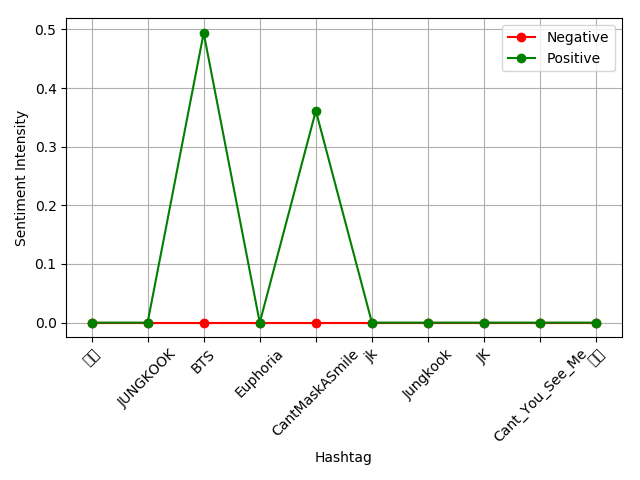 Negative
Positive
0.5
0.4
0.3
0.2
0.1
0.0
Sentiment Intensity
JUNGKOOK
BTS
Euphoria
CantMaskASmile
jk
Jungkook
JK
Cant_You_See_Me
Hashtag